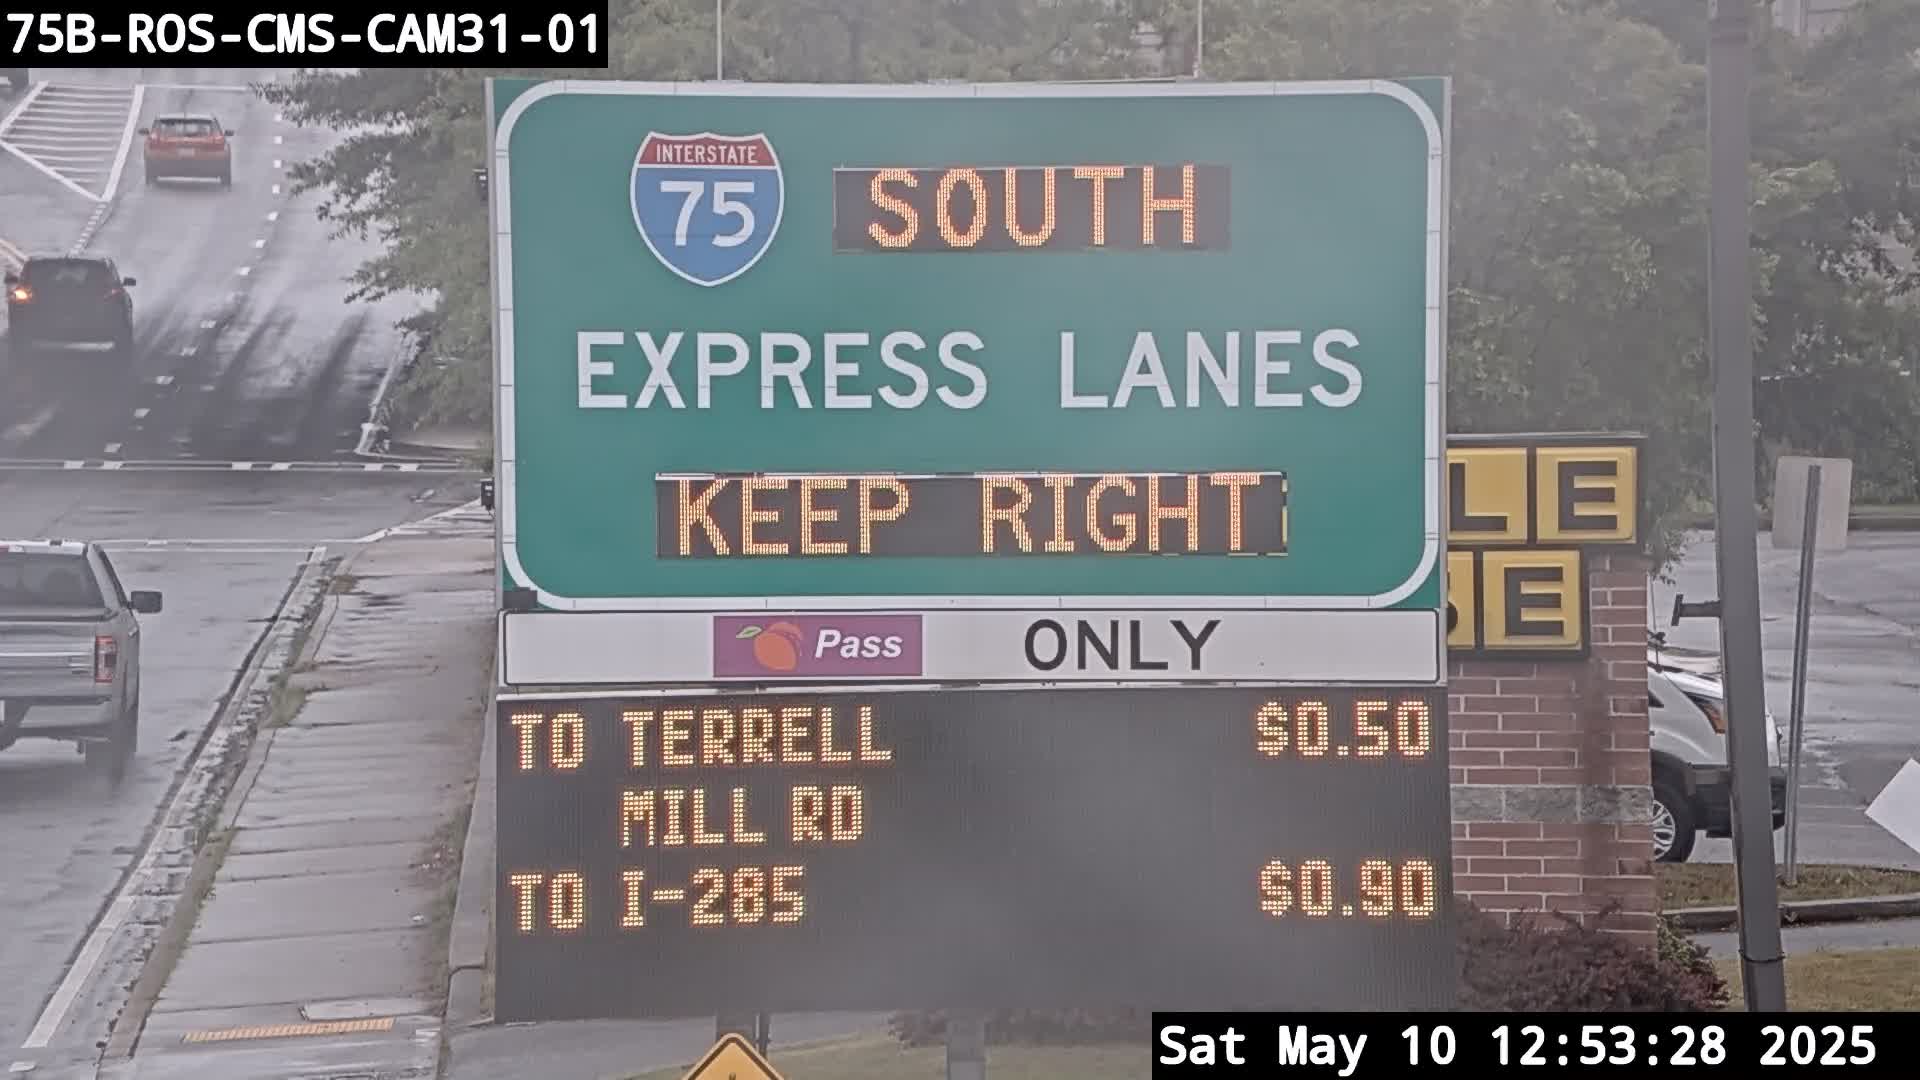 75B-ROS-CMS-CAM31-01
INTERSTATE
75
SOUTH
EXPRESS LANES
KEEP RIGHT
Pass ONLY
TO TERRELL $0.50
MILL RD
TO I-285 $0.90
LE
E
Sat May 10 12:53:28 2025